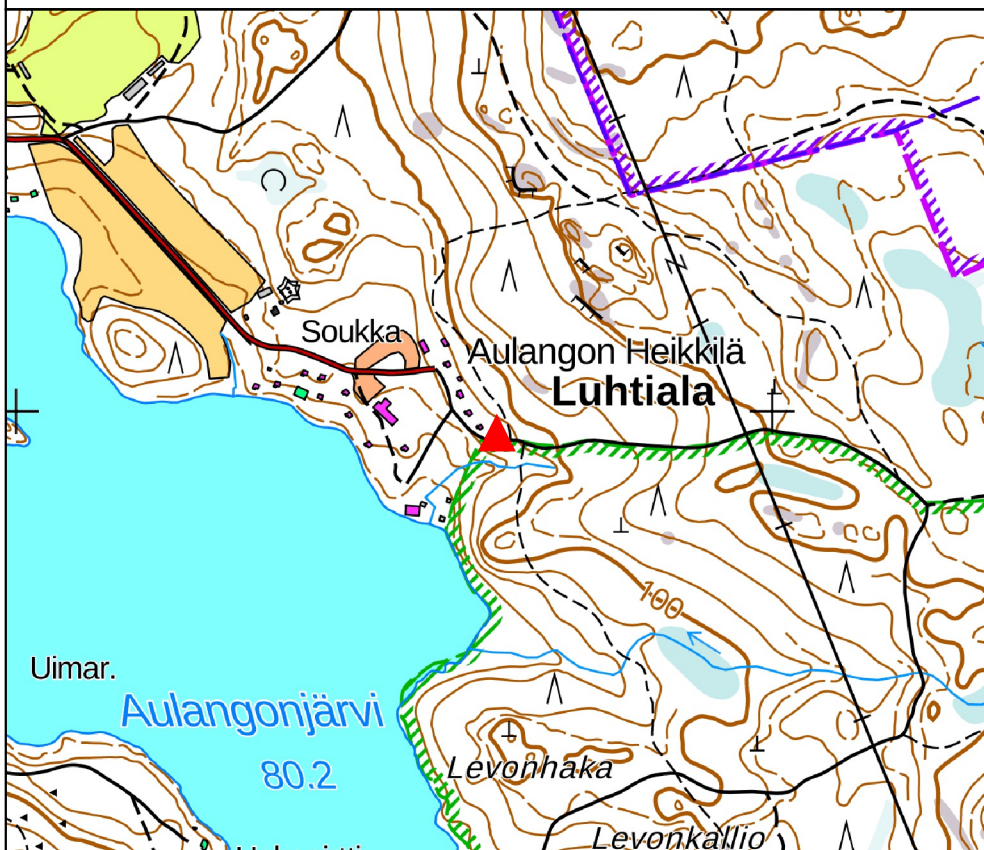 Soukka
Aulangon Heikkilä
Luhtiala
100
Uimar.
Aulangonjärvi
80.2
Levonhaka
Levonkallio